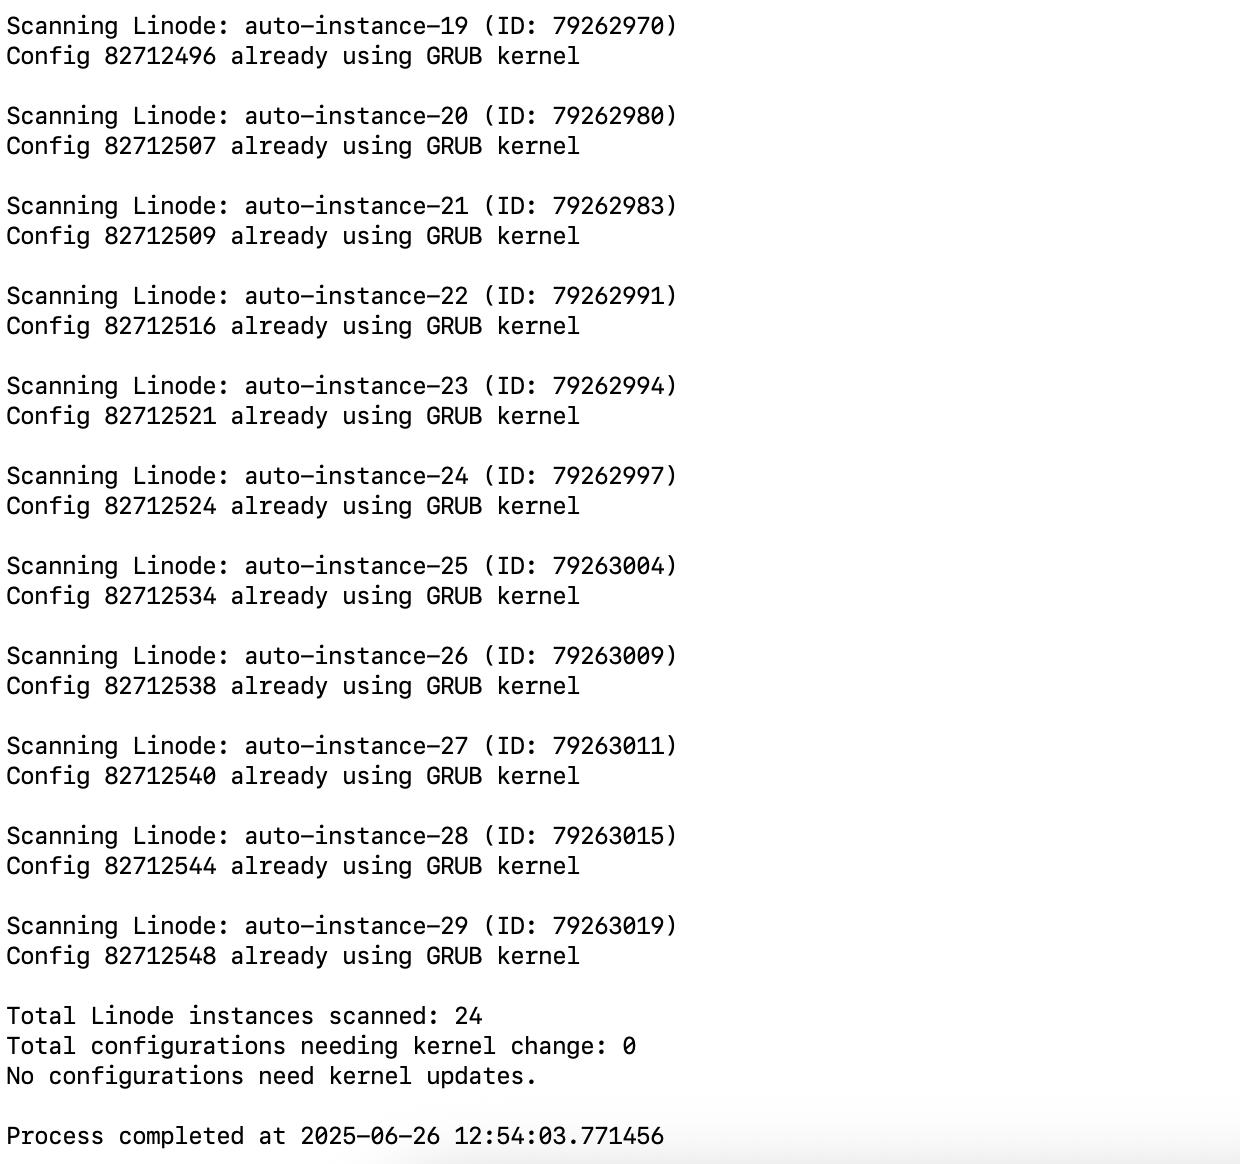 Scanning Linode: auto-instance-19 (ID: 79262970)
Config 82712496 already using GRUB kernel
Scanning Linode: auto-instance-20 (ID: 79262980)
Config 82712507 already using GRUB kernel
Scanning Linode: auto-instance-21 (ID: 79262983)
Config 82712509 already using GRUB kernel
Scanning Linode: auto-instance-22 (ID: 79262991)
Config 82712516 already using GRUB kernel
Scanning Linode: auto-instance-23 (ID: 79262994)
Config 82712521 already using GRUB kernel
Scanning Linode: auto-instance-24 (ID: 79262997)
Config 82712524 already using GRUB kernel
Scanning Linode: auto-instance-25 (ID: 79263004)
Config 82712534 already using GRUB kernel
Scanning Linode: auto-instance-26 (ID: 79263009)
Config 82712538 already using GRUB kernel
Scanning Linode: auto-instance-27 (ID: 79263011)
Config 82712540 already using GRUB kernel
Scanning Linode: auto-instance-28 (ID: 79263015)
Config 82712544 already using GRUB kernel
Scanning Linode: auto-instance-29 (ID: 79263019)
Config 82712548 already using GRUB kernel
Total Linode instances scanned: 24
Total configurations needing kernel change: 0
No configurations need kernel updates.
Process completed at 2025-06-26 12:54:03.771456